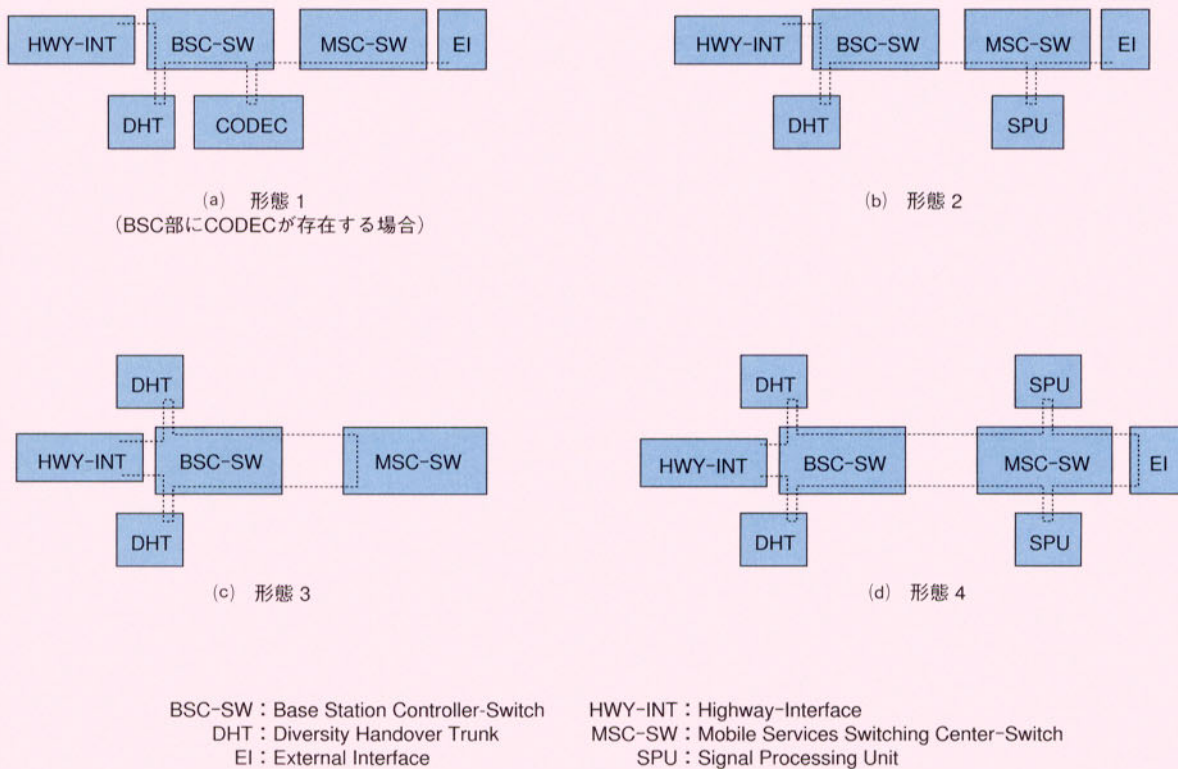 HWY-INT
BSC-SW
MSC-SW
EI
DHT
CODEC
(a) 形態 1
（BSC部にCODECが存在する場合）
HWY-INT
BSC-SW
MSC-SW
EI
DHT
SPU
(b) 形態 2
DHT
HWY-INT
BSC-SW
MSC-SW
DHT
(c) 形態 3
DHT
SPU
HWY-INT
BSC-SW
MSC-SW
EI
DHT
SPU
(d) 形態 4
BSC-SW：Base Station Controller-Switch
DHT：Diversity Handover Trunk
EI：External Interface
HWY-INT：Highway-Interface
MSC-SW：Mobile Services Switching Center-Switch
SPU：Signal Processing Unit